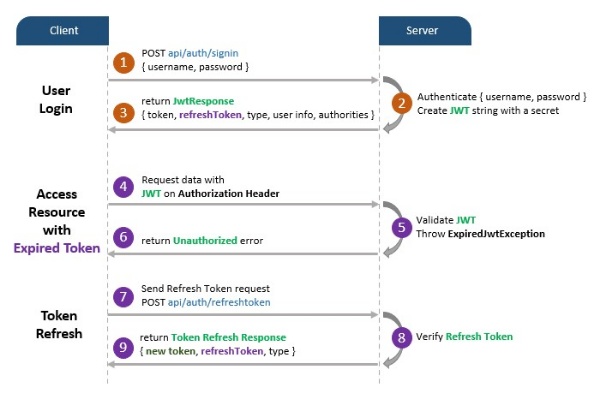 Client
Server
User
Login
1
POST api/auth/signin
{ username, password }
2
Authenticate { username, password }
Create JWT string with a secret
3
return JwtResponse
{ token, refreshToken, type, user info, authorities }
Access
Resource
with
Expired Token
4
Request data with
JWT on Authorization Header
5
Validate JWT
Throw ExpiredJwtException
6
return Unauthorized error
Token
Refresh
7
Send Refresh Token request
POST api/auth/refreshtoken
8
Verify Refresh Token
9
return Token Refresh Response
{ new token, refreshToken, type }